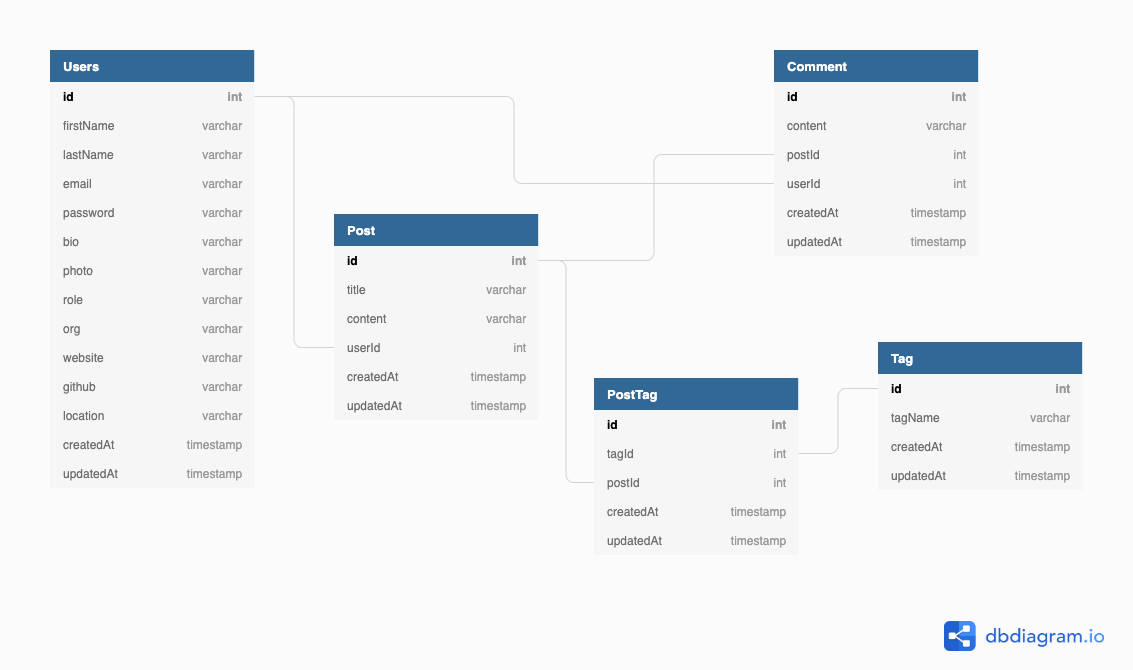 Users
id int
firstName varchar
lastName varchar
email varchar
password varchar
bio varchar
photo varchar
role varchar
org varchar
website varchar
github varchar
location varchar
createdAt timestamp
updatedAt timestamp
Post
id int
title varchar
content varchar
userId int
createdAt timestamp
updatedAt timestamp
Comment
id int
content varchar
postId int
userId int
createdAt timestamp
updatedAt timestamp
PostTag
id int
tagId int
postId int
createdAt timestamp
updatedAt timestamp
Tag
id int
tagName varchar
createdAt timestamp
updatedAt timestamp
dbdiagram.io